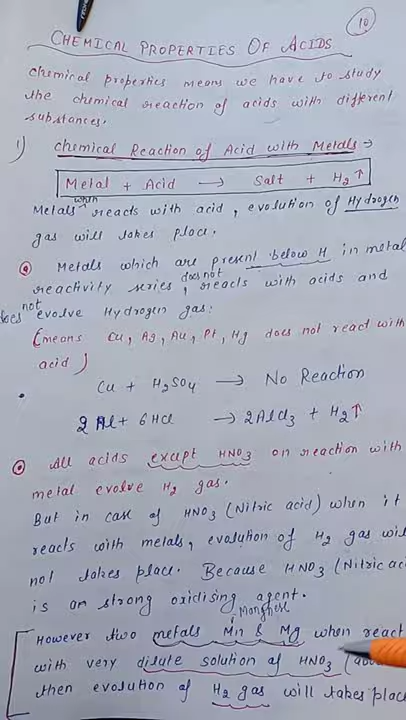 10
CHEMICAL PROPERTIES OF ACIDS
chemical properties means we have to study
the chemical reaction of acids with different
substances.
1) chemical Reaction of Acid with Metals →
Metal + Acid → Salt + H2↑
Metals when reacts with acid, evolution of Hydrogen
gas will takes place.
Metals which are present below H in metal
reactivity series, does not reacts with acids and
does not evolve Hydrogen gas:
(means Cu, Ag, Au, Pt, Hg does not react with
acid)
Cu + H2SO4 → No Reaction
2Al + 6HCl → 2AlCl3 + H2↑
All acids except HNO3 on reaction with
metal evolve H2 gas.
But in case of HNO3 (Nitric acid) when it
reacts with metals, evolution of H2 gas will
not takes place. Because HNO3 (Nitric aci
is an strong oxidising agent.
However two metals Mn & Mg when react
with very dilute solution of HNO3
then evolution of H2 gas will takes place